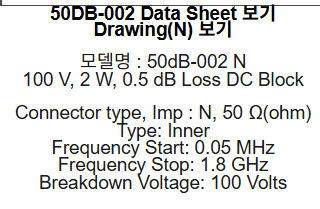 50DB-002 Data Sheet 보기
Drawing(N) 보기
모델명 : 50dB-002 N
100 V, 2 W, 0.5 dB Loss DC Block
Connector type, Imp : N, 50 Ω(ohm)
Type: Inner
Frequency Start: 0.05 MHz
Frequency Stop: 1.8 GHz
Breakdown Voltage: 100 Volts